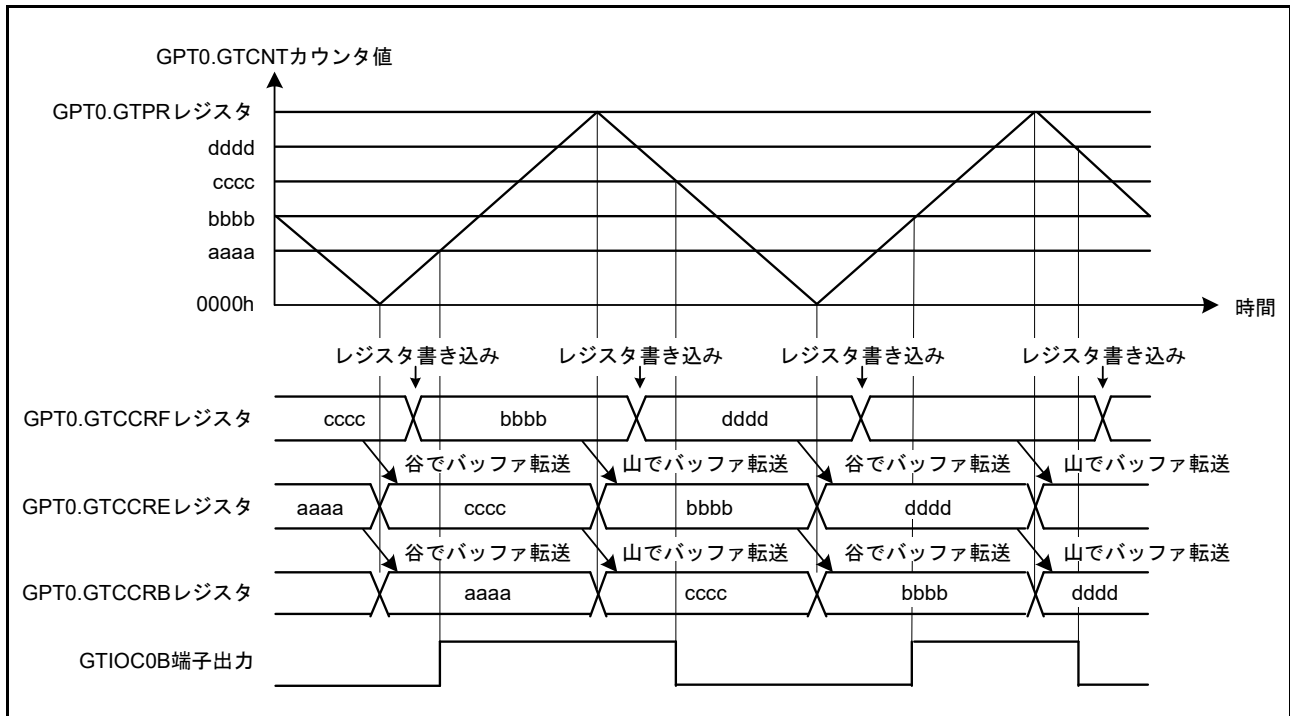 GPT0.GTCNTカウンタ値
GPT0.GTPRレジスタ
dddd
cccc
bbbb
aaaa
0000h
時間
レジスタ書き込み レジスタ書き込み レジスタ書き込み レジスタ書き込み
GPT0.GTCCRFレジスタ cccc bbbb dddd
谷でバッファ転送 山でバッファ転送 谷でバッファ転送 山でバッファ転送
GPT0.GTCCREレジスタ aaaa cccc bbbb dddd
谷でバッファ転送 山でバッファ転送 谷でバッファ転送 山でバッファ転送
GPT0.GTCCRBレジスタ aaaa cccc bbbb dddd
GTIOC0B端子出力